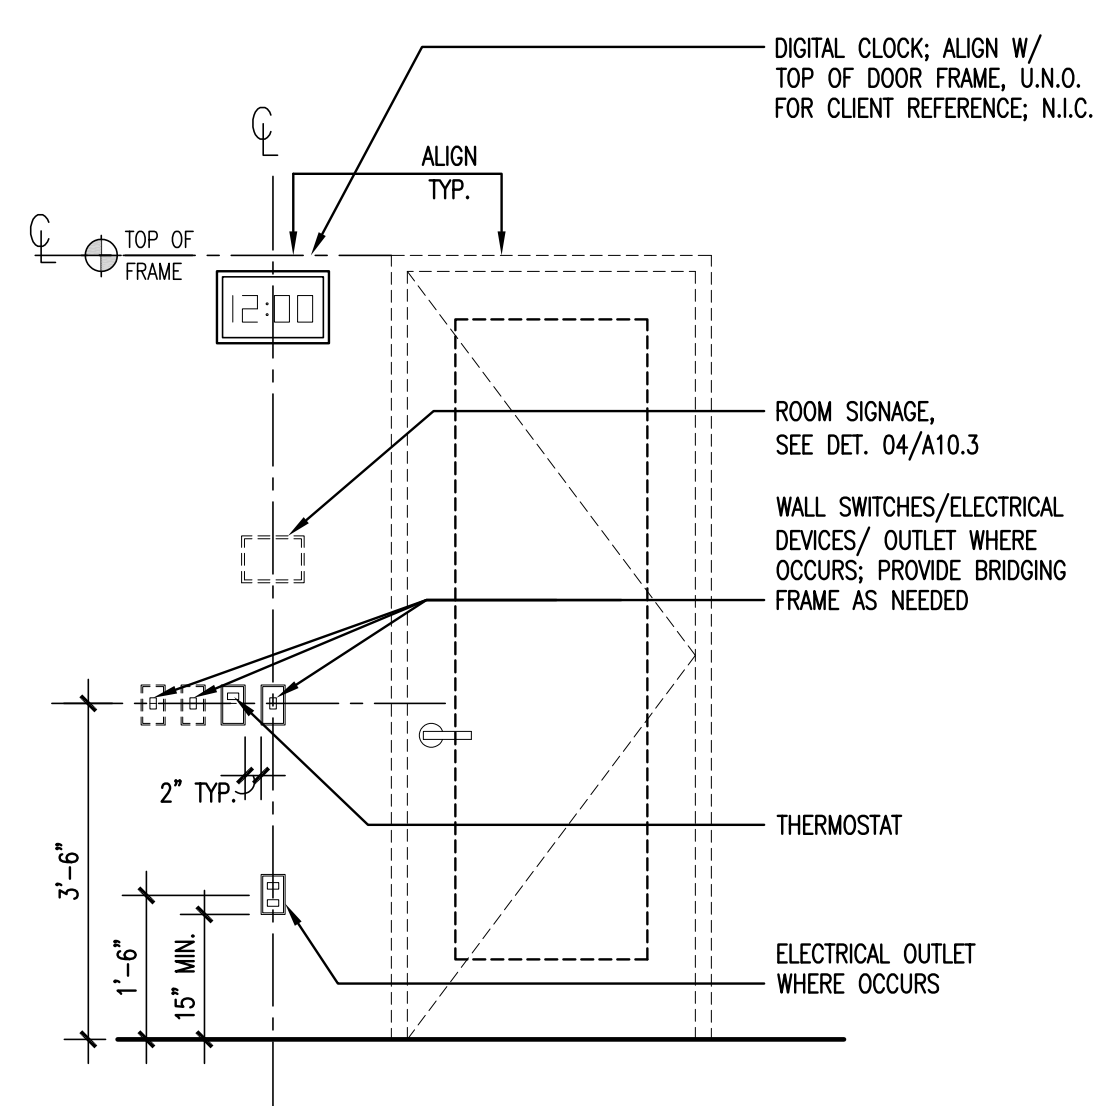 DIGITAL CLOCK; ALIGN W/
TOP OF DOOR FRAME, U.N.O.
FOR CLIENT REFERENCE; N.I.C.
ALIGN
TYP.
TOP OF
FRAME
12:00
ROOM SIGNAGE,
SEE DET. 04/A10.3
WALL SWITCHES/ELECTRICAL
DEVICES/ OUTLET WHERE
OCCURS; PROVIDE BRIDGING
FRAME AS NEEDED
2" TYP.
THERMOSTAT
3'-6"
1'-6"
15" MIN.
ELECTRICAL OUTLET
WHERE OCCURS